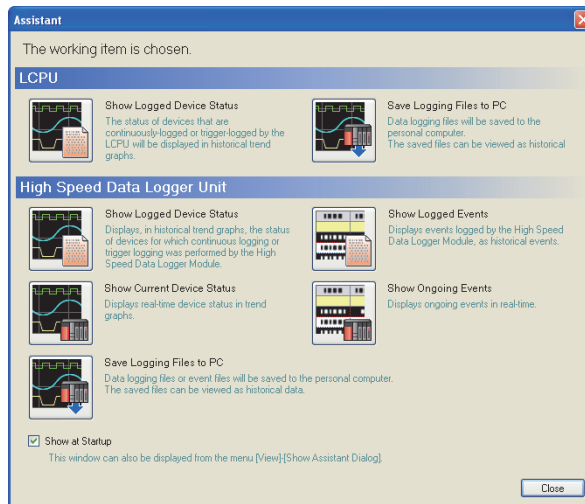 Assistant
The working item is chosen.
LCPU
Show Logged Device Status
The status of devices that are
continuously-logged or trigger-logged by the
LCPU will be displayed in historical trend
graphs.
Save Logging Files to PC
Data logging files will be saved to the
personal computer.
The saved files can be viewed as historical
High Speed Data Logger Unit
Show Logged Device Status
Displays, in historical trend graphs, the status
of devices for which continuous logging or
trigger logging was performed by the High
Speed Data Logger Module.
Show Logged Events
Displays events logged by the High Speed
Data Logger Module, as historical events.
Show Current Device Status
Displays real-time device status in trend
graphs.
Show Ongoing Events
Displays ongoing events in real-time.
Save Logging Files to PC
Data logging files or event files will be saved to the personal computer.
The saved files can be viewed as historical data.
Show at Startup
This window can also be displayed from the menu [View]-[Show Assistant Dialog].
Close